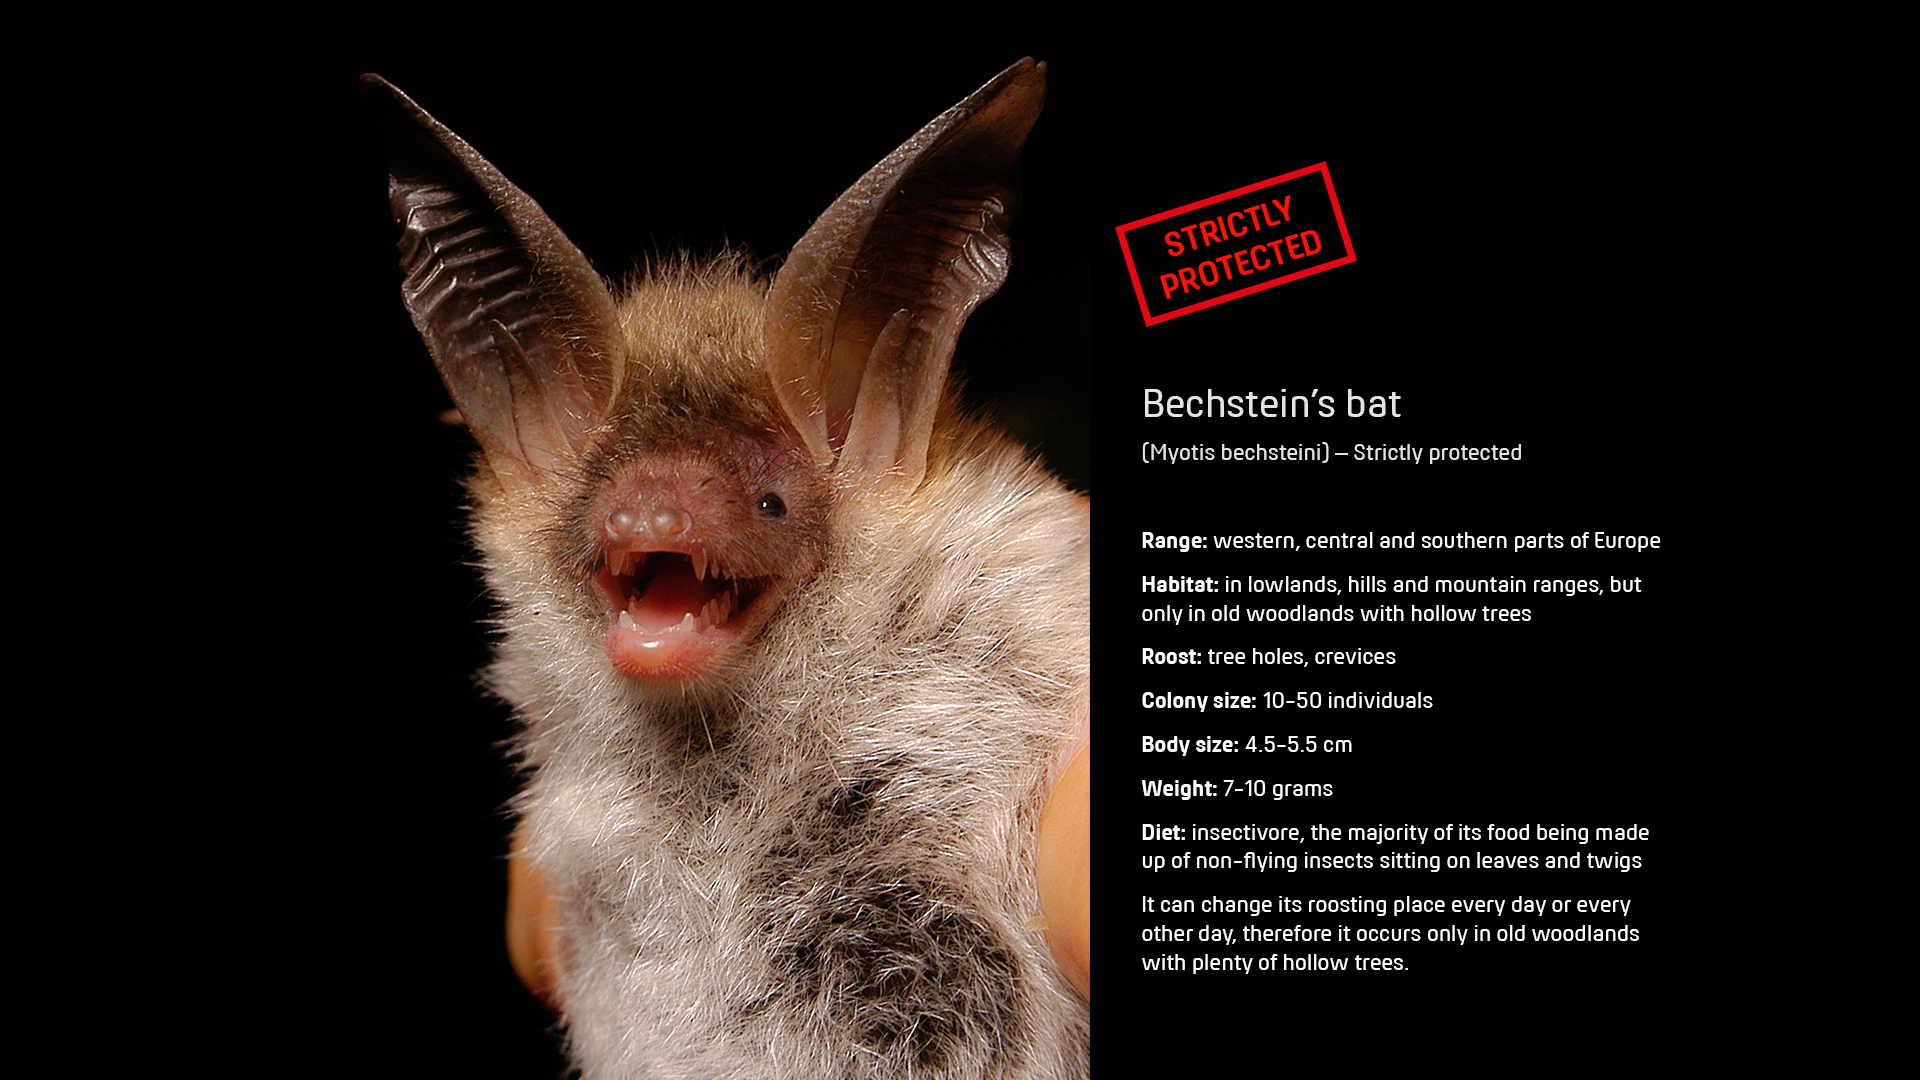 STRICTLY
PROTECTED
Bechstein's bat
(Myotis bechsteini) – Strictly protected
Range: western, central and southern parts of Europe
Habitat: in lowlands, hills and mountain ranges, but
only in old woodlands with hollow trees
Roost: tree holes, crevices
Colony size: 10-50 individuals
Body size: 4.5-5.5 cm
Weight: 7-10 grams
Diet: insectivore, the majority of its food being made
up of non-flying insects sitting on leaves and twigs
It can change its roosting place every day or every
other day, therefore it occurs only in old woodlands
with plenty of hollow trees.